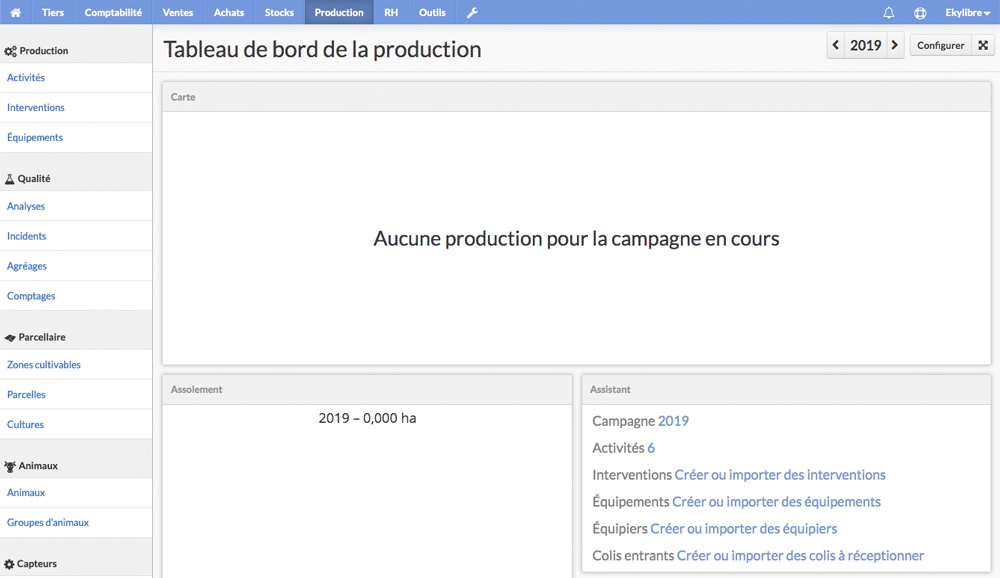 Tiers Comptabilité Ventes Achats Stocks Production RH Outils Ekylibre
Production
Activités
Interventions
Équipements
Qualité
Analyses
Incidents
Agréages
Comptages
Parcellaire
Zones cultivables
Parcelles
Cultures
Animaux
Animaux
Groupes d'animaux
Capteurs
Tableau de bord de la production
2019
Configurer
Carte
Aucune production pour la campagne en cours
Assolement
2019 – 0,000 ha
Assistant
Campagne 2019
Activités 6
Interventions Créer ou importer des interventions
Équipements Créer ou importer des équipements
Équipiers Créer ou importer des équipiers
Colis entrants Créer ou importer des colis à réceptionner